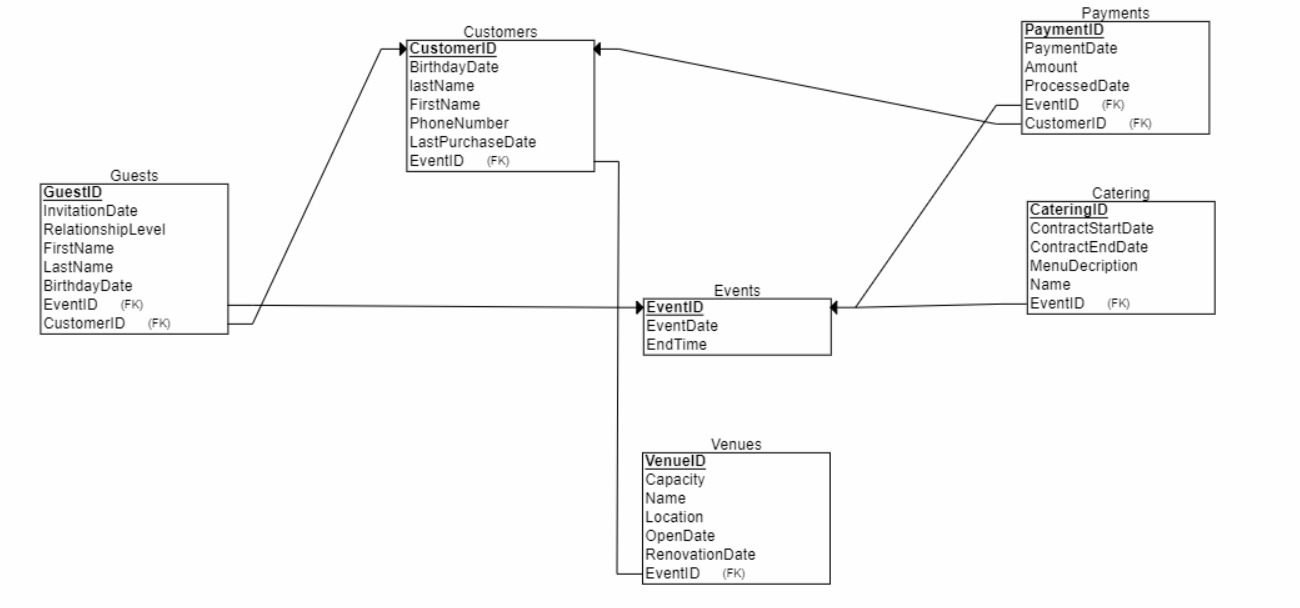 Customers
CustomerID
BirthdayDate
lastName
FirstName
PhoneNumber
LastPurchaseDate
EventID (FK)
Payments
PaymentID
PaymentDate
Amount
ProcessedDate
EventID (FK)
CustomerID (FK)
Guests
GuestID
InvitationDate
RelationshipLevel
FirstName
LastName
BirthdayDate
EventID (FK)
CustomerID (FK)
Catering
CateringID
ContractStartDate
ContractEndDate
MenuDecription
Name
EventID (FK)
Events
EventID
EventDate
EndTime
Venues
VenueID
Capacity
Name
Location
OpenDate
RenovationDate
EventID (FK)